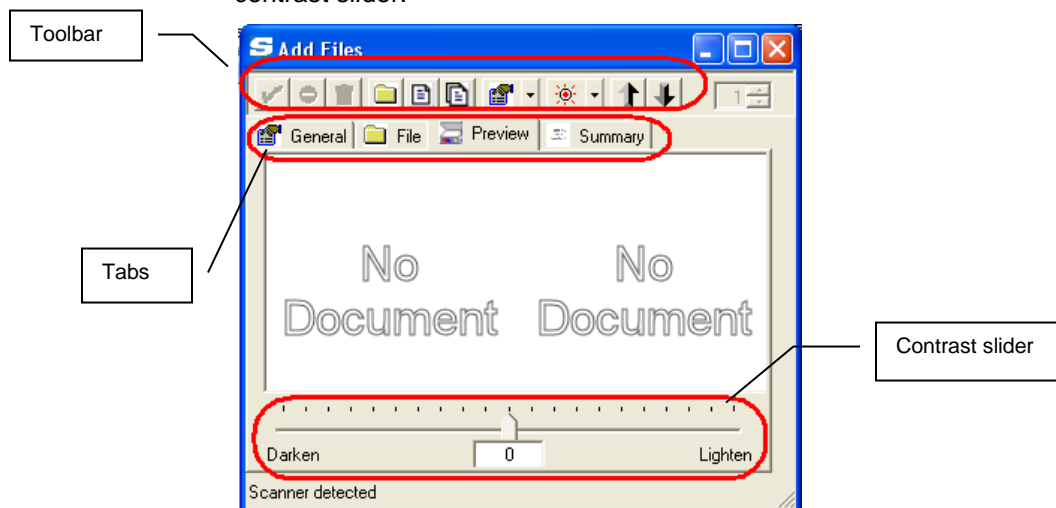 contrast slider.
Toolbar
S Add Files
1
General File Preview Summary
No Document
No Document
Tabs
Contrast slider
0
Darken Lighten
Scanner detected